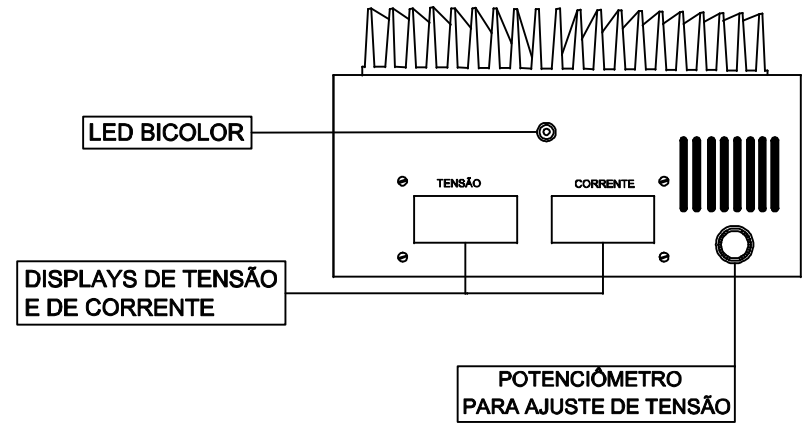 LED BICOLOR
TENSÃO
CORRENTE
DISPLAYS DE TENSÃO
E DE CORRENTE
POTENCIÔMETRO
PARA AJUSTE DE TENSÃO